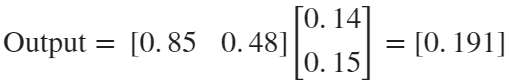 Output = [0. 85 0. 48] [0. 14
0. 15] = [0. 191]